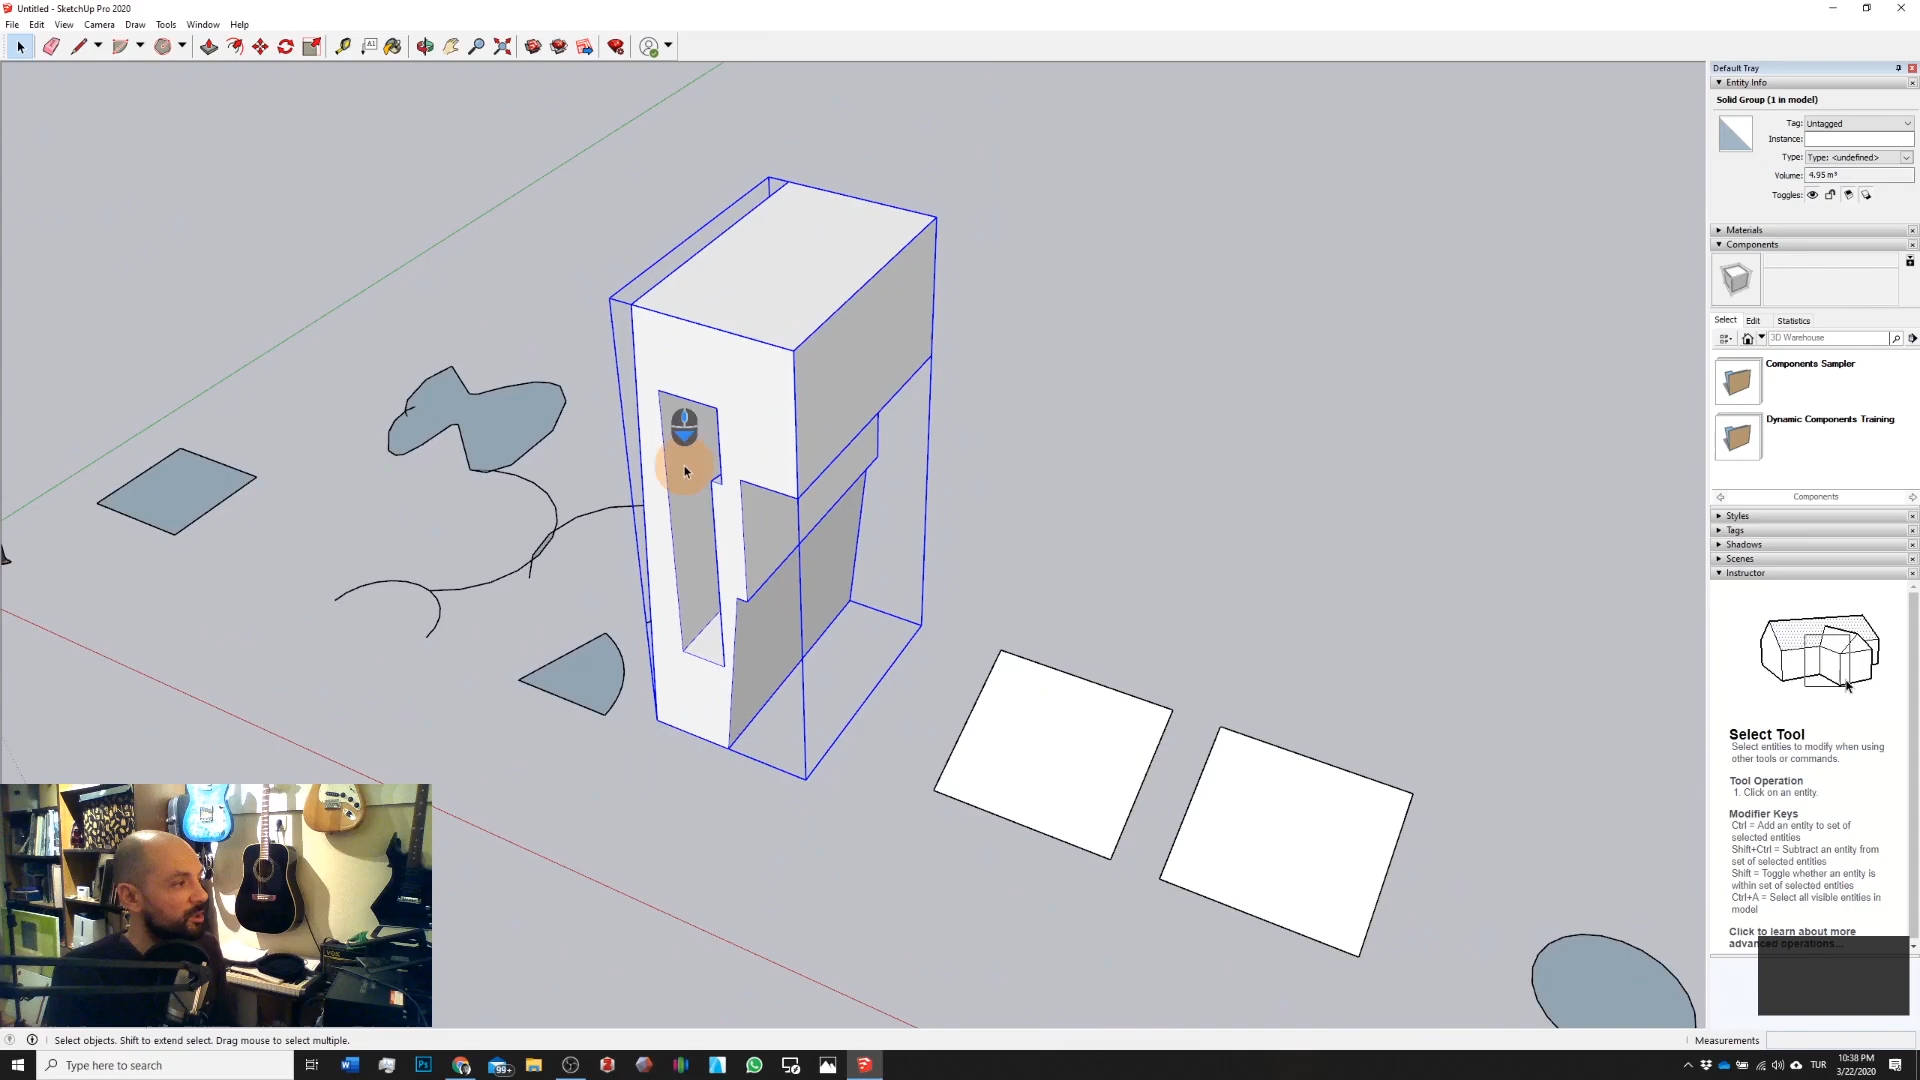 Untitled - SketchUp Pro 2020
File Edit View Camera Draw Tools Window Help
Default Tray
Entity Info
Solid Group (1 in model)
Tag: Untagged
Instance:
Type: Type: <undefined>
Volume: 4,95 m³
Toggles:
Materials
Components
Select Edit Statistics
3D Warehouse
Components Sampler
Dynamic Components Training
Components
Styles
Tags
Shadows
Scenes
Instructor
Select Tool
Select entities to modify when using
other tools or commands.
Tool Operation
1. Click on an entity.
Modifier Keys
Ctrl = Add an entity to set of
selected entities
Shift+Ctrl = Subtract an entity from
set of selected entities
Shift = Toggle whether an entity is
within set of selected entities
Ctrl+A = Select all visible entities in
model
Click to learn about more
advanced operations...
VOX
Select objects. Shift to extend select. Drag mouse to select multiple.
Measurements
Type here to search
99+
TUR
10:38 PM
3/22/2020